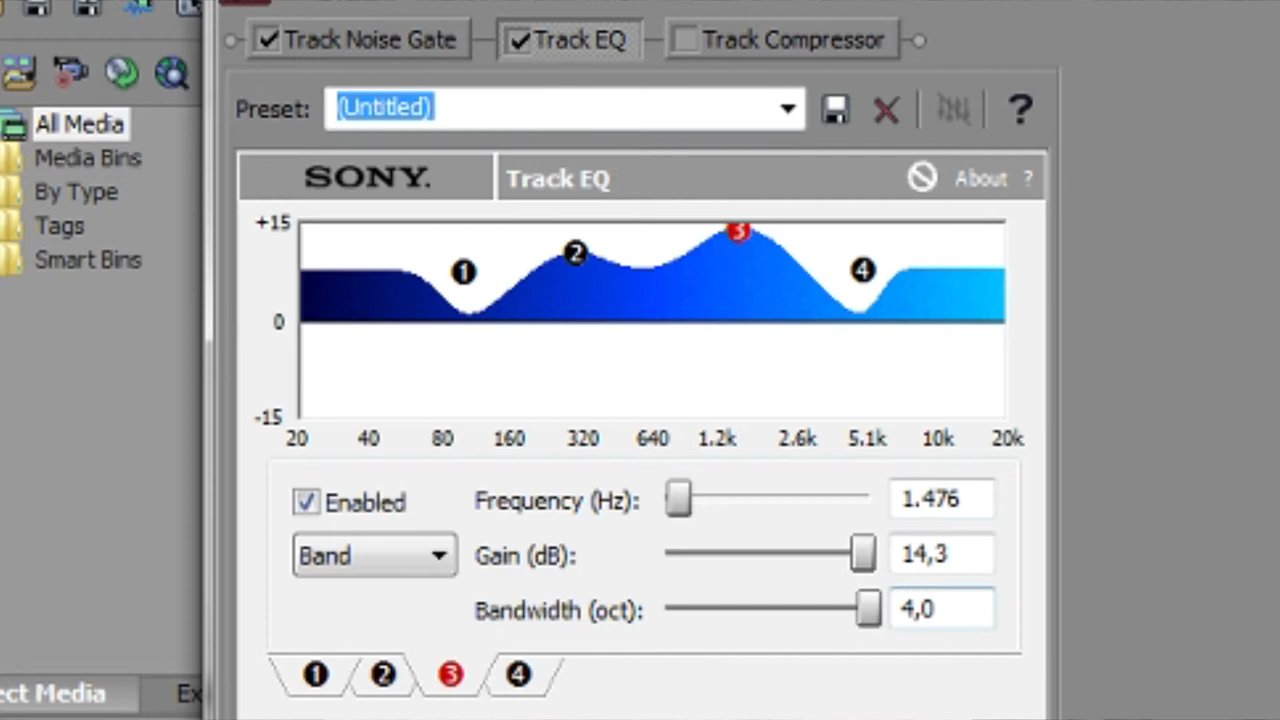 Track Noise Gate
Track EQ
Track Compressor
Preset: (Untitled) ?
All Media
Media Bins
By Type
Tags
Smart Bins
SONY. Track EQ About ?
+15
0
-15
1 2 3 4
20 40 80 160 320 640 1.2k 2.6k 5.1k 10k 20k
Enabled Frequency (Hz): 1.476
Band Gain (dB): 14,3
Bandwidth (oct): 4,0
1 2 3 4
ect Media Ex